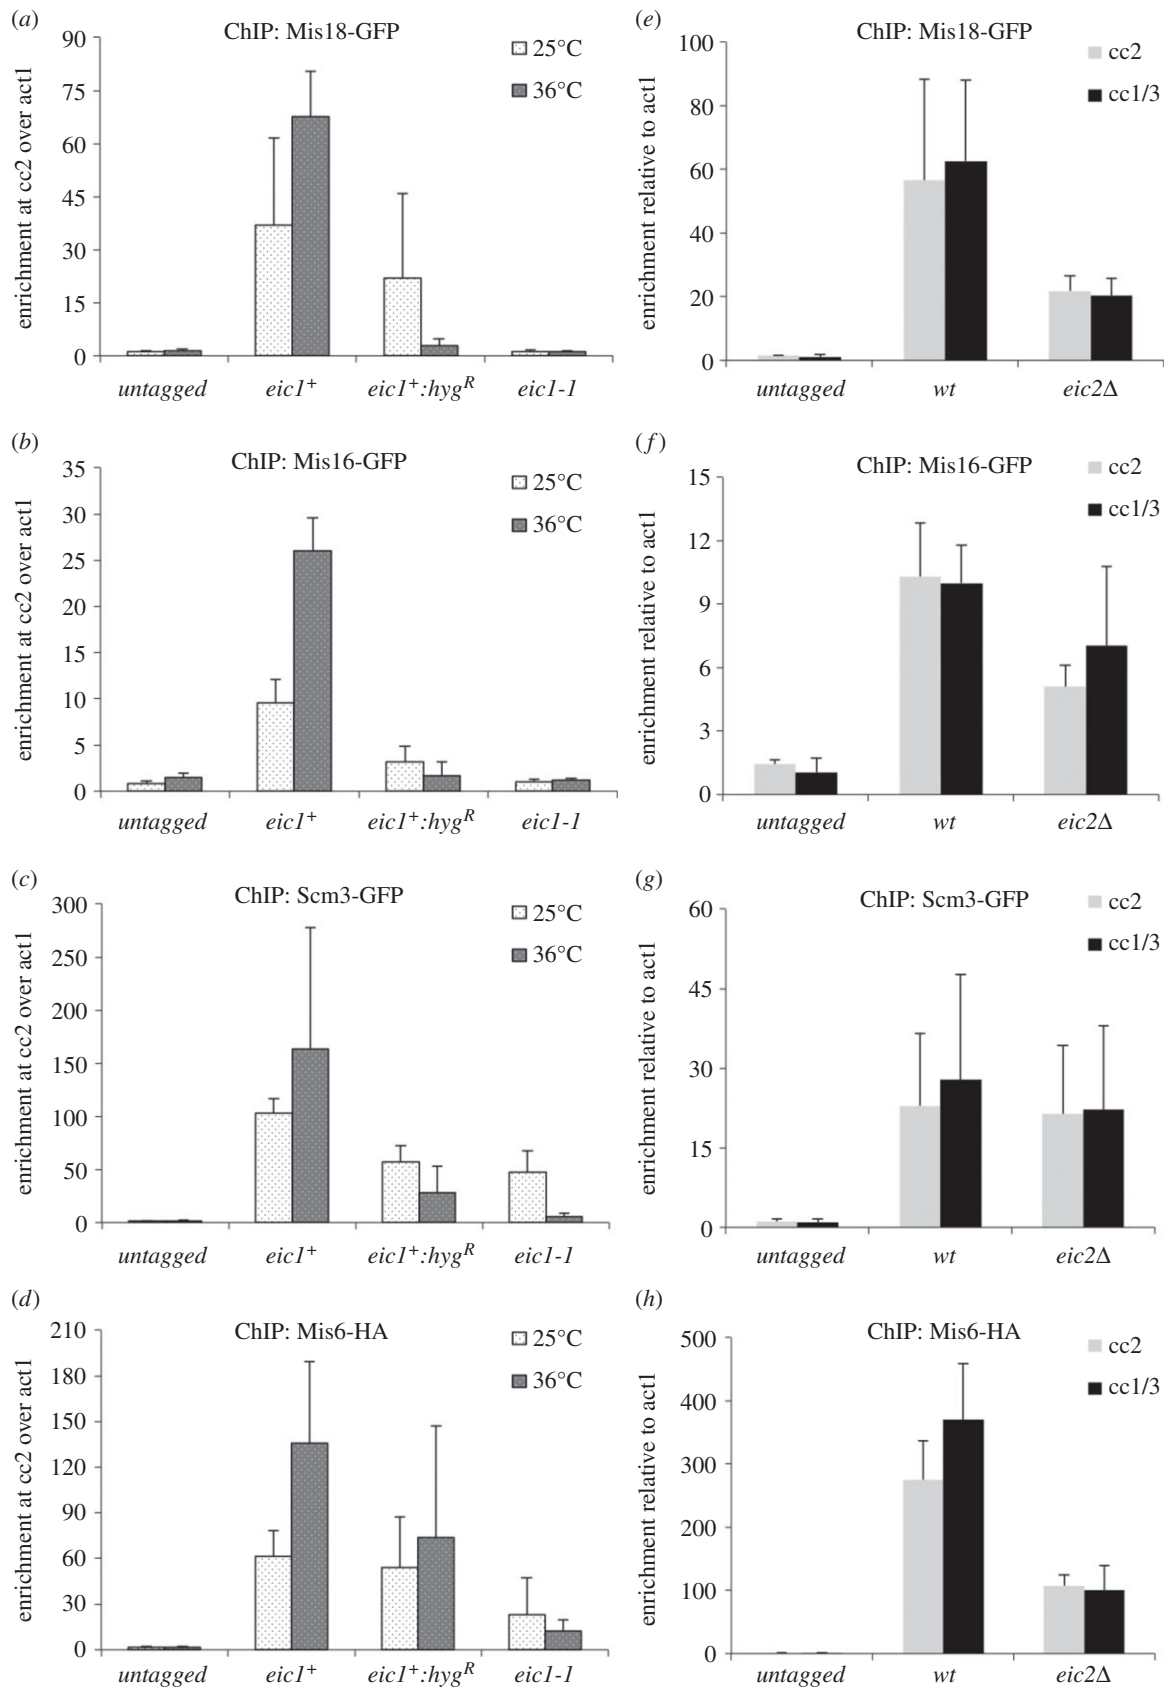 (a)
ChIP: Mis18-GFP
25°C
36°C
enrichment at cc2 over act1
90
75
60
45
30
15
0
untagged eic1+ eic1+:hygR eic1-1
(e)
ChIP: Mis18-GFP
cc2
cc1/3
enrichment relative to act1
100
80
60
40
20
0
untagged wt eic2Δ
(b)
ChIP: Mis16-GFP
25°C
36°C
enrichment at cc2 over act1
35
30
25
20
15
10
5
0
untagged eic1+ eic1+:hygR eic1-1
(f)
ChIP: Mis16-GFP
cc2
cc1/3
enrichment relative to act1
15
12
9
6
3
0
untagged wt eic2Δ
(c)
ChIP: Scm3-GFP
25°C
36°C
enrichment at cc2 over act1
300
250
200
150
100
50
0
untagged eic1+ eic1+:hygR eic1-1
(g)
ChIP: Scm3-GFP
cc2
cc1/3
enrichment relative to act1
60
45
30
15
0
untagged wt eic2Δ
(d)
ChIP: Mis6-HA
25°C
36°C
enrichment at cc2 over act1
210
180
150
120
90
60
30
0
untagged eic1+ eic1+:hygR eic1-1
(h)
ChIP: Mis6-HA
cc2
cc1/3
enrichment relative to act1
500
400
300
200
100
0
untagged wt eic2Δ